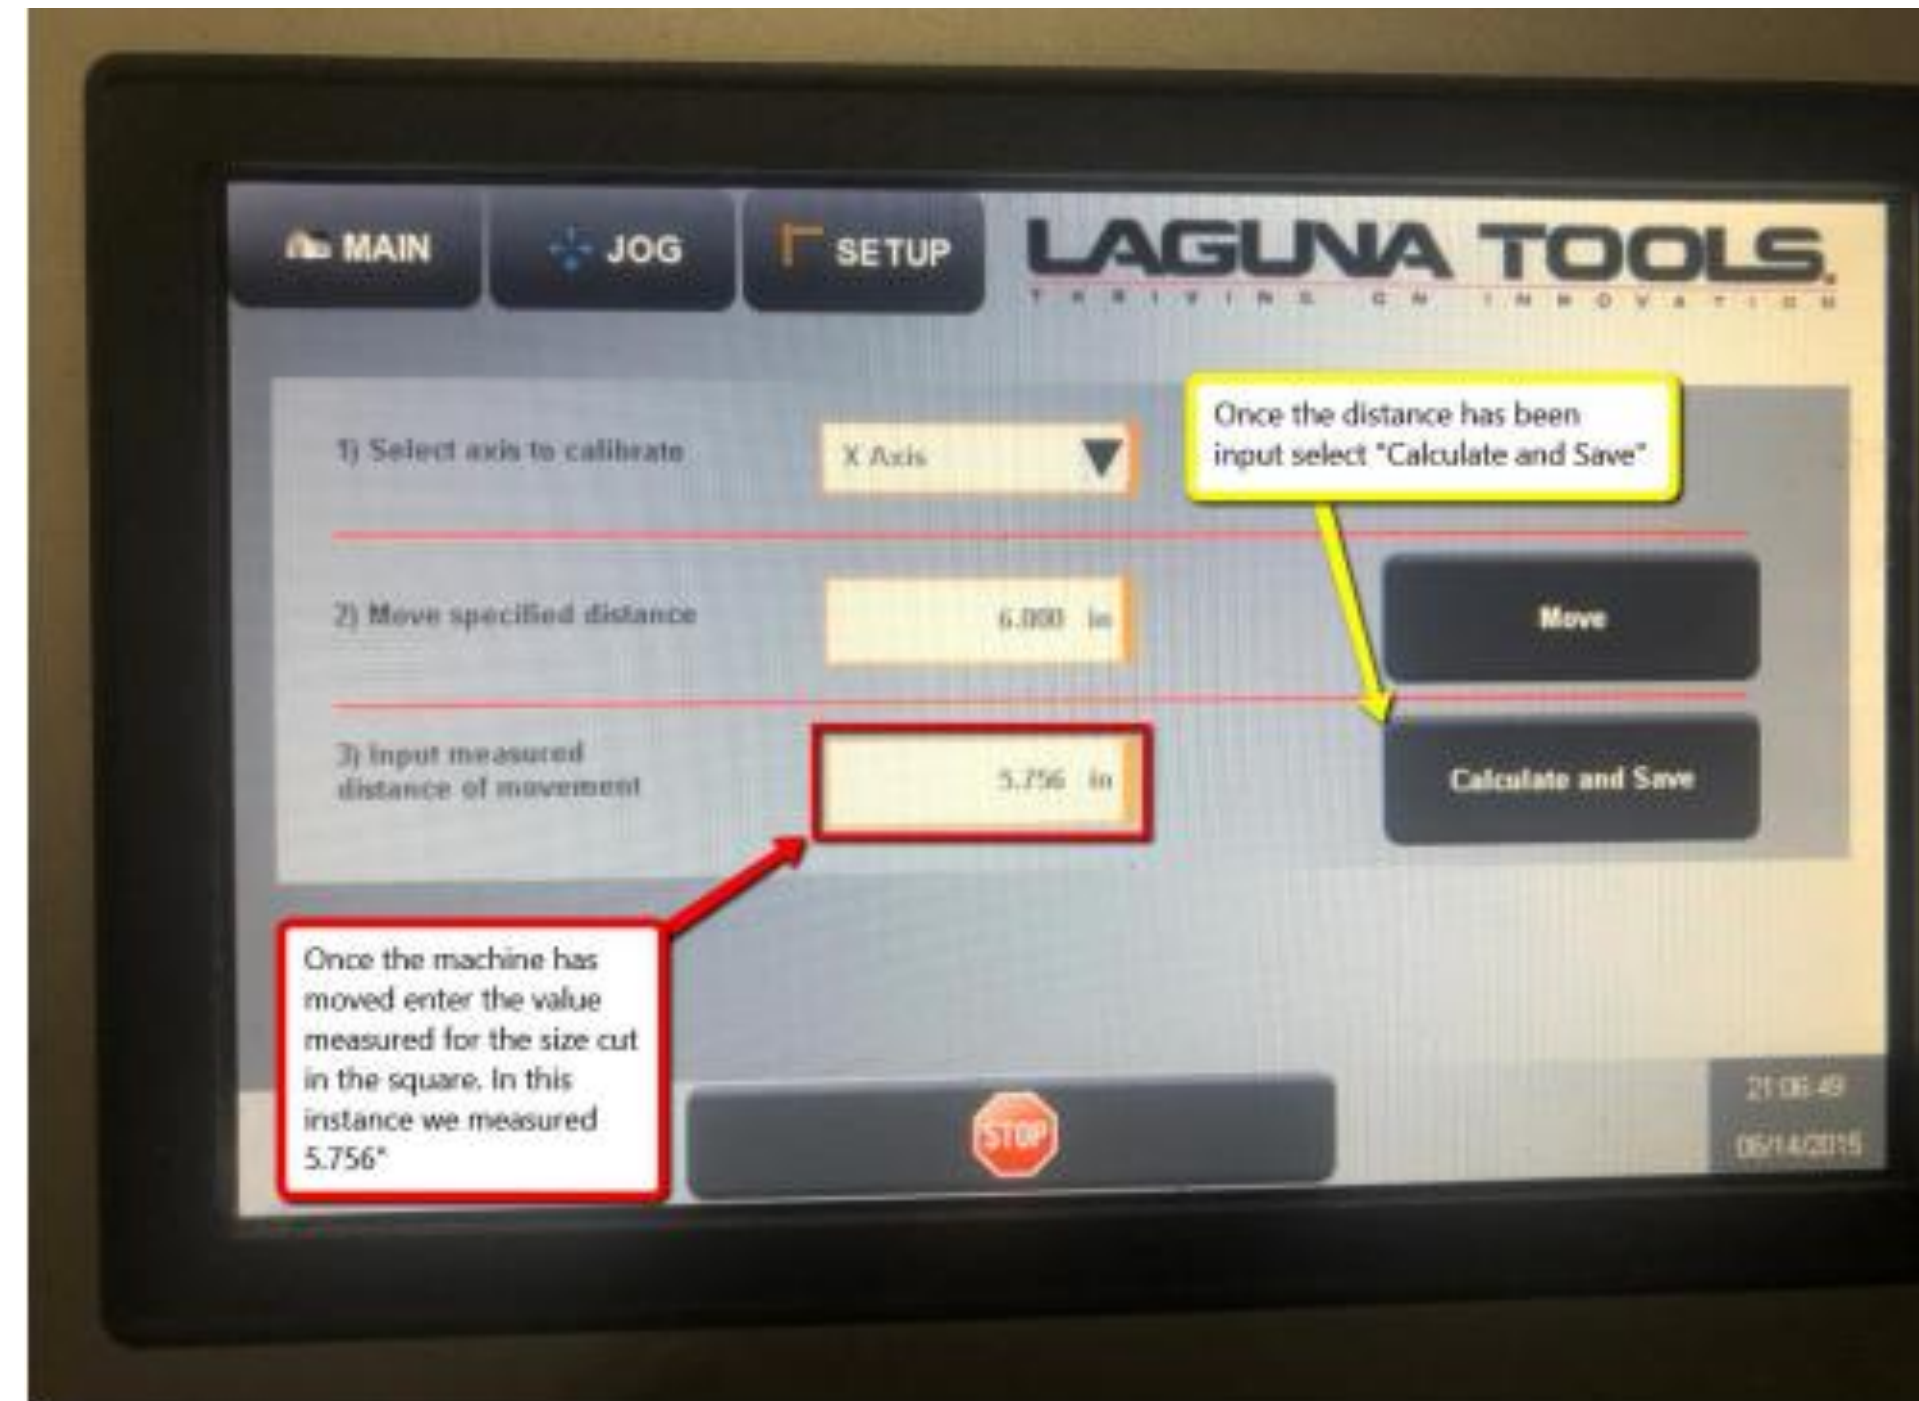 MAIN
JOG
SETUP
LAGUNA TOOLS.
THRIVING ON INNOVATION
1) Select axis to calibrate
X Axis
Once the distance has been
input select "Calculate and Save"
2) Move specified distance
6.000 in
Move
3) Input measured
distance of movement
5.756 in
Calculate and Save
Once the machine has
moved enter the value
measured for the size cut
in the square. In this
instance we measured
5.756"
STOP
21:06:49
06/14/2015